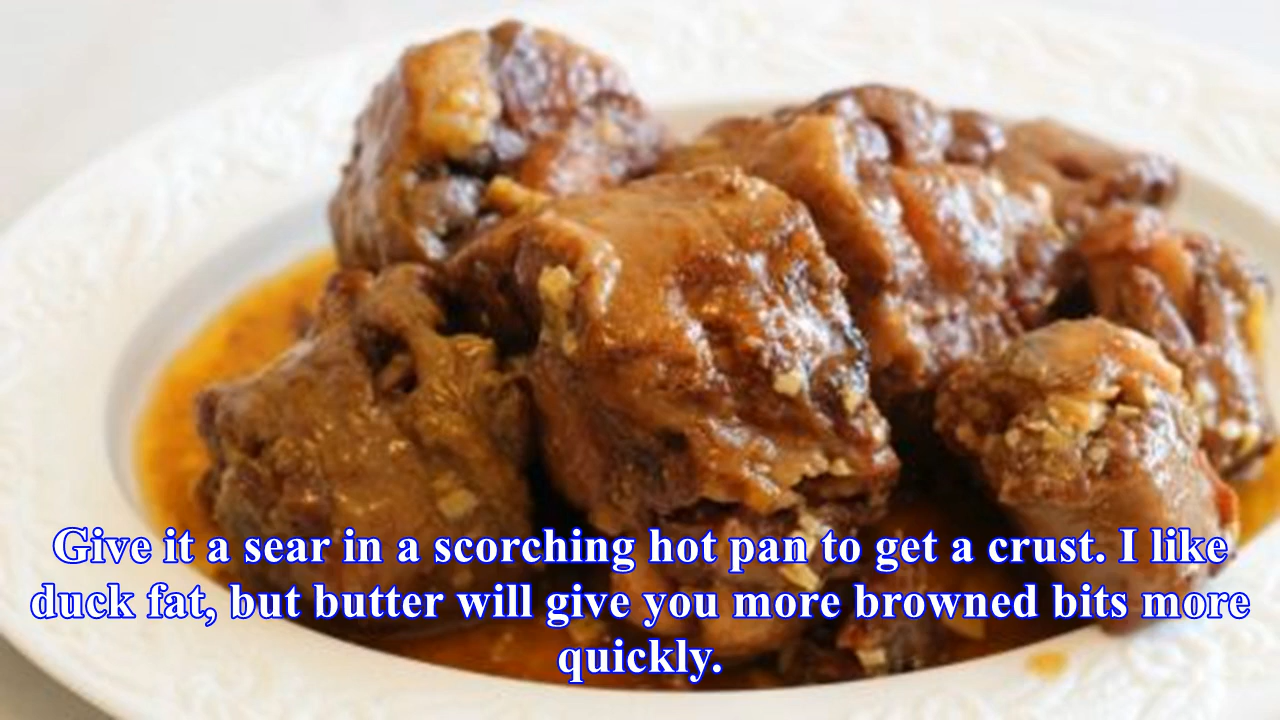 Give it a sear in a scorching hot pan to get a crust. I like
duck fat, but butter will give you more browned bits more
quickly.